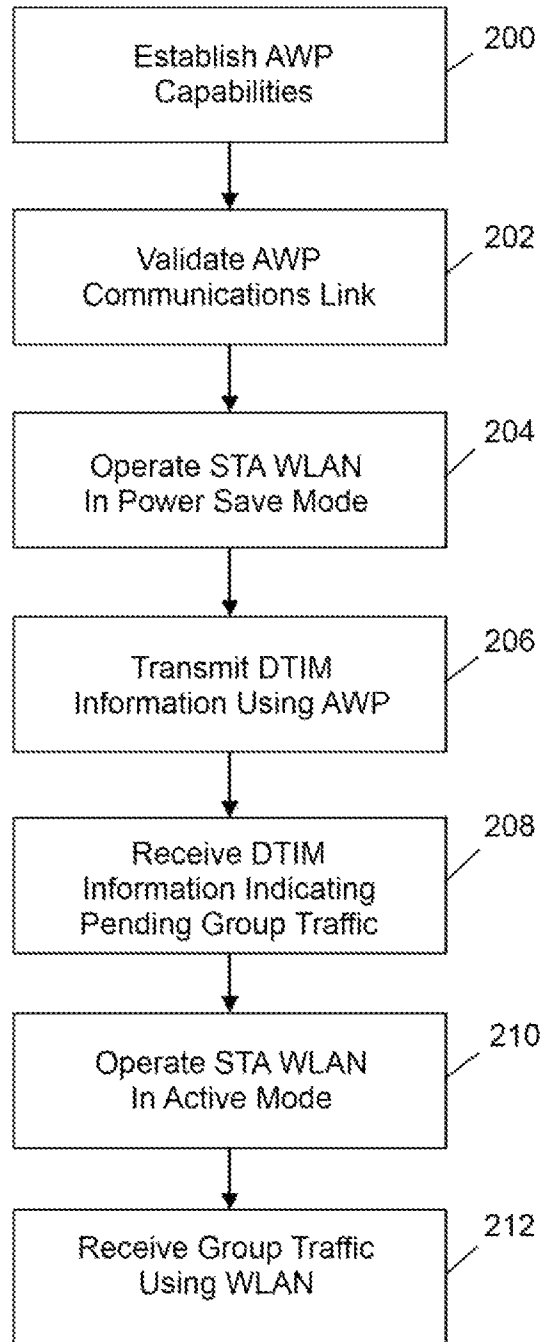 Establish AWP
Capabilities
200
Validate AWP
Communications Link
202
Operate STA WLAN
In Power Save Mode
204
Transmit DTIM
Information Using AWP
206
Receive DTIM
Information Indicating
Pending Group Traffic
208
Operate STA WLAN
In Active Mode
210
Receive Group Traffic
Using WLAN
212